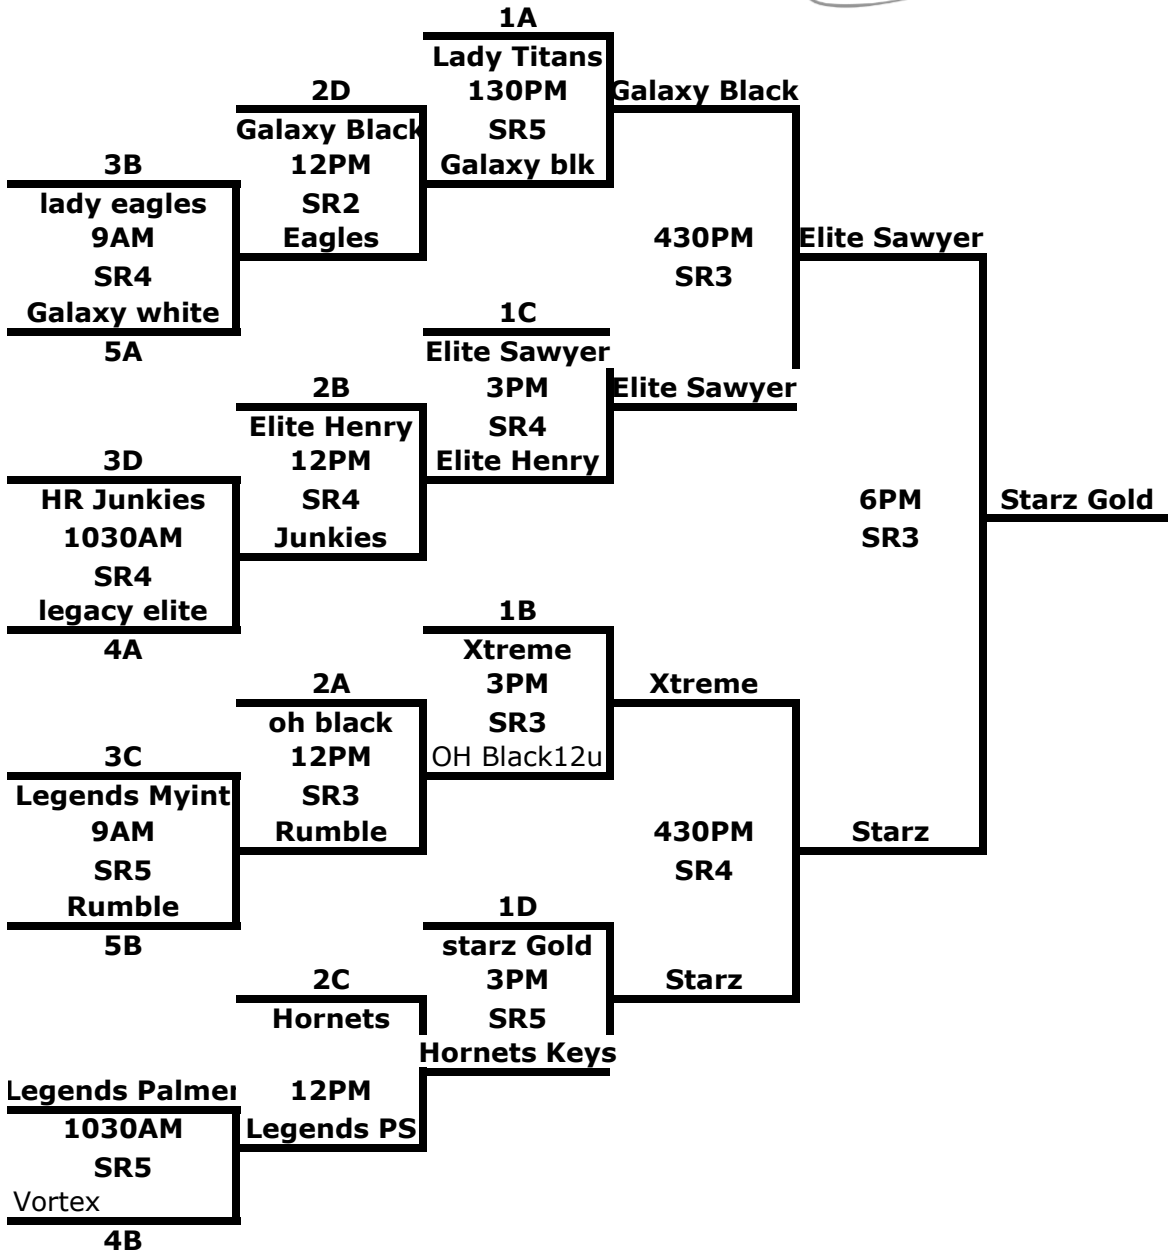 1A
Lady Titans
2D
130PM
Galaxy Black
Galaxy Black
SR5
3B
12PM
Galaxy blk
lady eagles
SR2
9AM
Eagles
430PM
Elite Sawyer
SR4
SR3
Galaxy white
1C
5A
Elite Sawyer
2B
3PM
Elite Sawyer
Elite Henry
SR4
3D
12PM
Elite Henry
HR Junkies
SR4
6PM
Starz Gold
1030AM
Junkies
SR3
SR4
legacy elite
1B
4A
Xtreme
2A
3PM
Xtreme
oh black
SR3
3C
12PM
OH Black12u
Legends Myint
SR3
9AM
Rumble
430PM
Starz
SR5
SR4
Rumble
1D
5B
starz Gold
2C
3PM
Starz
Hornets
SR5
Hornets Keys
Legends Palmer
12PM
1030AM
Legends PS
SR5
Vortex
4B